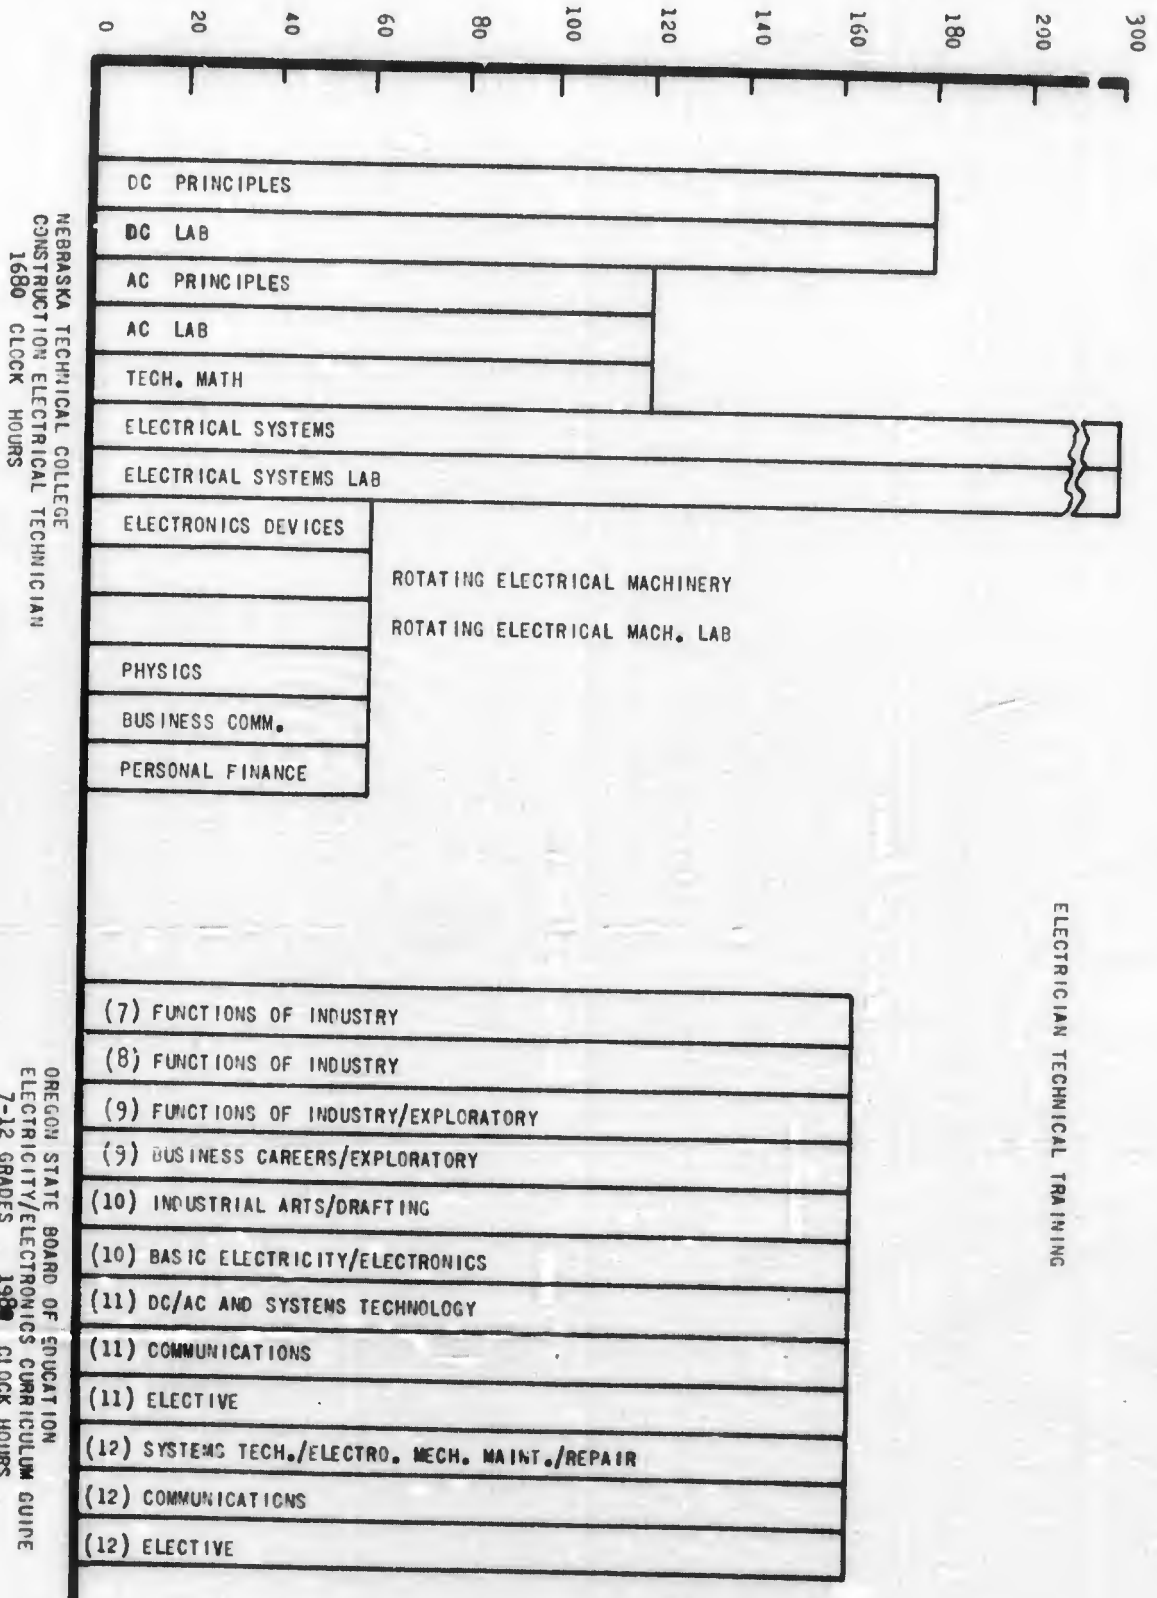 0
20
40
60
80
100
120
140
160
180
290
300
DC PRINCIPLES
DC LAB
AC PRINCIPLES
AC LAB
TECH. MATH
ELECTRICAL SYSTEMS
ELECTRICAL SYSTEMS LAB
ELECTRONICS DEVICES
ROTATING ELECTRICAL MACHINERY
ROTATING ELECTRICAL MACH. LAB
PHYSICS
BUSINESS COMM.
PERSONAL FINANCE
NEBRASKA TECHNICAL COLLEGE
CONSTRUCTION ELECTRICAL TECHNICIAN
1680 CLOCK HOURS
ELECTRICIAN TECHNICAL TRAINING
(7) FUNCTIONS OF INDUSTRY
(8) FUNCTIONS OF INDUSTRY
(9) FUNCTIONS OF INDUSTRY/EXPLORATORY
(9) BUSINESS CAREERS/EXPLORATORY
(10) INDUSTRIAL ARTS/DRAFTING
(10) BASIC ELECTRICITY/ELECTRONICS
(11) DC/AC AND SYSTEMS TECHNOLOGY
(11) COMMUNICATIONS
(11) ELECTIVE
(12) SYSTEMS TECH./ELECTRO. MECH. MAINT./REPAIR
(12) COMMUNICATIONS
(12) ELECTIVE
OREGON STATE BOARD OF EDUCATION
ELECTRICITY/ELECTRONICS CURRICULUM GUIDE
7-12 GRADES CLOCK HOURS